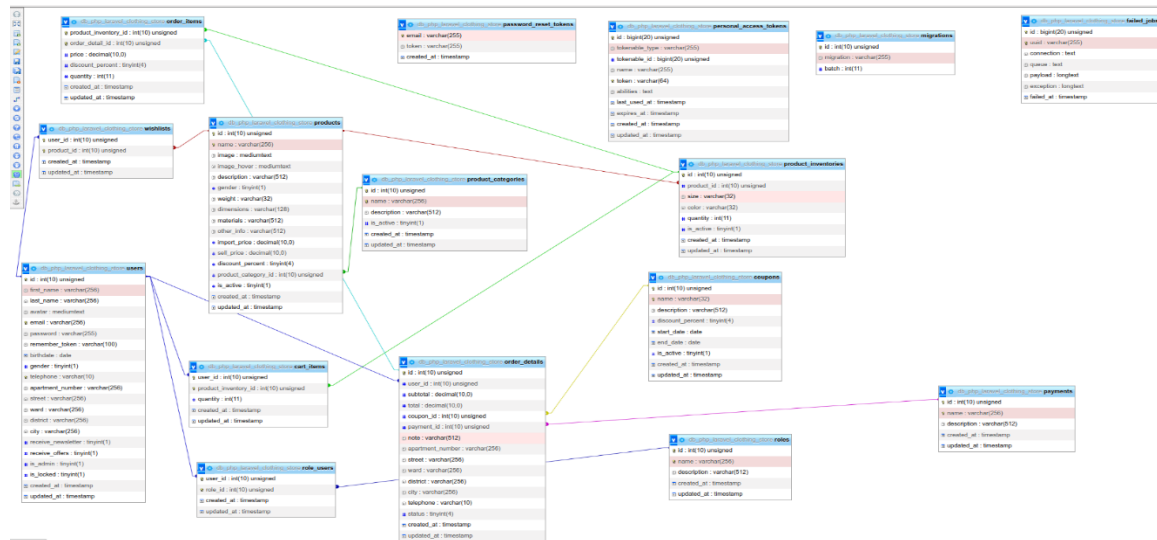 order_items
product_inventory_id : int(10) unsigned
order_detail_id : int(10) unsigned
price : decimal(10,0)
discount_percent : tinyint(4)
quantity : int(11)
created_at : timestamp
updated_at : timestamp
password_reset_tokens
email : varchar(255)
token : varchar(255)
created_at : timestamp
personal_access_tokens
id : bigint(20) unsigned
tokenable_type : varchar(255)
tokenable_id : bigint(20) unsigned
name : varchar(255)
token : varchar(64)
abilities : text
last_used_at : timestamp
expires_at : timestamp
created_at : timestamp
updated_at : timestamp
migrations
id : int(10) unsigned
migration : varchar(255)
batch : int(11)
failed_jobs
id : bigint(20) unsigned
uuid : varchar(255)
connection : text
queue : text
payload : longtext
exception : longtext
failed_at : timestamp
wishlists
user_id : int(10) unsigned
product_id : int(10) unsigned
created_at : timestamp
updated_at : timestamp
products
id : int(10) unsigned
name : varchar(256)
image : mediumtext
image_hover : mediumtext
description : varchar(512)
gender : tinyint(1)
weight : varchar(32)
dimensions : varchar(128)
materials : varchar(512)
other_info : varchar(512)
import_price : decimal(10,0)
sell_price : decimal(10,0)
discount_percent : tinyint(4)
product_category_id : int(10) unsigned
is_active : tinyint(1)
created_at : timestamp
updated_at : timestamp
product_categories
id : int(10) unsigned
name : varchar(256)
description : varchar(512)
is_active : tinyint(1)
created_at : timestamp
updated_at : timestamp
product_inventories
id : int(10) unsigned
product_id : int(10) unsigned
size : varchar(32)
color : varchar(32)
quantity : int(11)
is_active : tinyint(1)
created_at : timestamp
updated_at : timestamp
users
id : int(10) unsigned
first_name : varchar(256)
last_name : varchar(256)
avatar : mediumtext
email : varchar(256)
password : varchar(255)
remember_token : varchar(100)
birthdate : date
gender : tinyint(1)
telephone : varchar(10)
apartment_number : varchar(256)
street : varchar(256)
ward : varchar(256)
district : varchar(256)
city : varchar(256)
receive_newsletter : tinyint(1)
receive_offers : tinyint(1)
is_admin : tinyint(1)
is_locked : tinyint(1)
created_at : timestamp
updated_at : timestamp
coupons
id : int(10) unsigned
name : varchar(32)
description : varchar(512)
discount_percent : tinyint(4)
start_date : date
end_date : date
is_active : tinyint(1)
created_at : timestamp
updated_at : timestamp
cart_items
user_id : int(10) unsigned
product_inventory_id : int(10) unsigned
quantity : int(11)
created_at : timestamp
updated_at : timestamp
order_details
id : int(10) unsigned
user_id : int(10) unsigned
subtotal : decimal(10,0)
total : decimal(10,0)
coupon_id : int(10) unsigned
payment_id : int(10) unsigned
note : varchar(512)
apartment_number : varchar(256)
street : varchar(256)
ward : varchar(256)
district : varchar(256)
city : varchar(256)
telephone : varchar(10)
status : tinyint(4)
created_at : timestamp
updated_at : timestamp
payments
id : int(10) unsigned
name : varchar(256)
description : varchar(512)
created_at : timestamp
updated_at : timestamp
role_users
user_id : int(10) unsigned
role_id : int(10) unsigned
created_at : timestamp
updated_at : timestamp
roles
id : int(10) unsigned
name : varchar(256)
description : varchar(512)
created_at : timestamp
updated_at : timestamp